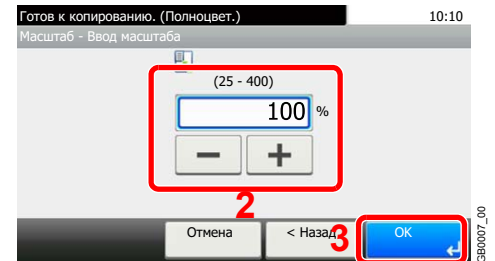 Готов к копированию. (Полноцвет.) 10:10
Масштаб - Ввод масштаба
(25 - 400)
100 %
2
Отмена < Назад 3 OK
GB0007_00